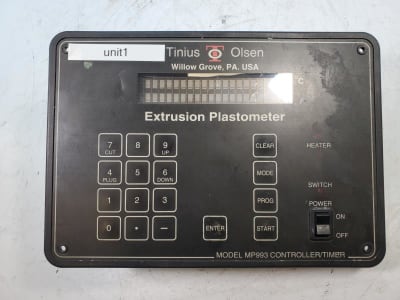 unit1
Tinius TO Olsen
Willow Grove, PA. USA
C
Extrusion Plastometer
7 CUT 8 9 UP CLEAR HEATER
4 PLUG 5 6 DOWN MODE
SWITCH
1 2 3 PROG POWER
ON
0 • — ENTER START
OFF
MODEL MP993 CONTROLLER/TIMER